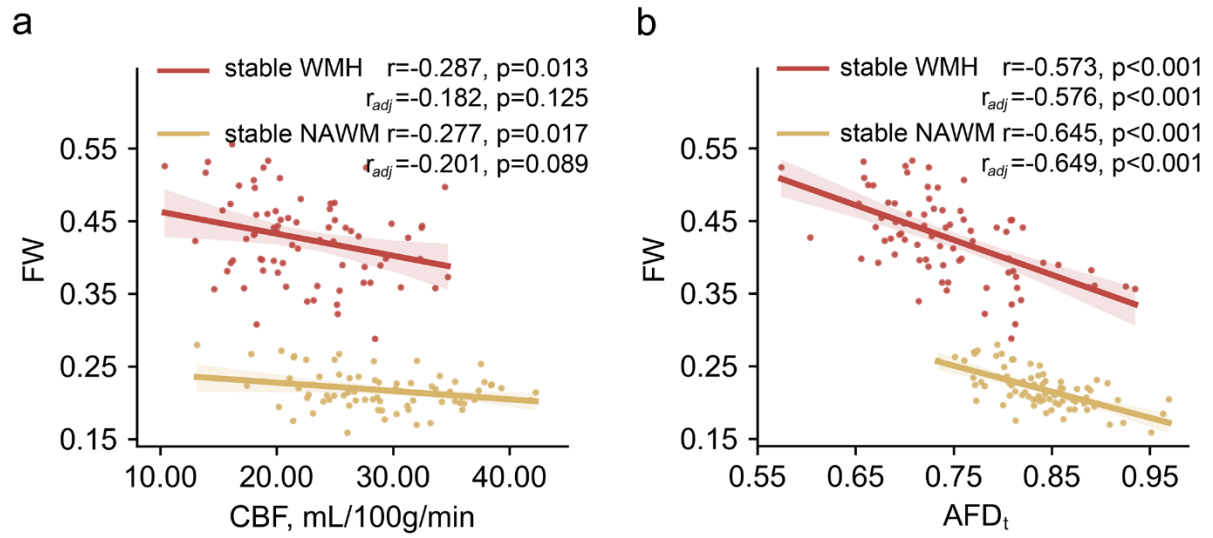 a
stable WMH r=-0.287, p=0.013
r_adj=-0.182, p=0.125
stable NAWM r=-0.277, p=0.017
r_adj=-0.201, p=0.089
FW
0.55
0.45
0.35
0.25
0.15
10.00 20.00 30.00 40.00
CBF, mL/100g/min
b
stable WMH r=-0.573, p<0.001
r_adj=-0.576, p<0.001
stable NAWM r=-0.645, p<0.001
r_adj=-0.649, p<0.001
FW
0.55
0.45
0.35
0.25
0.15
0.55 0.65 0.75 0.85 0.95
AFD_t